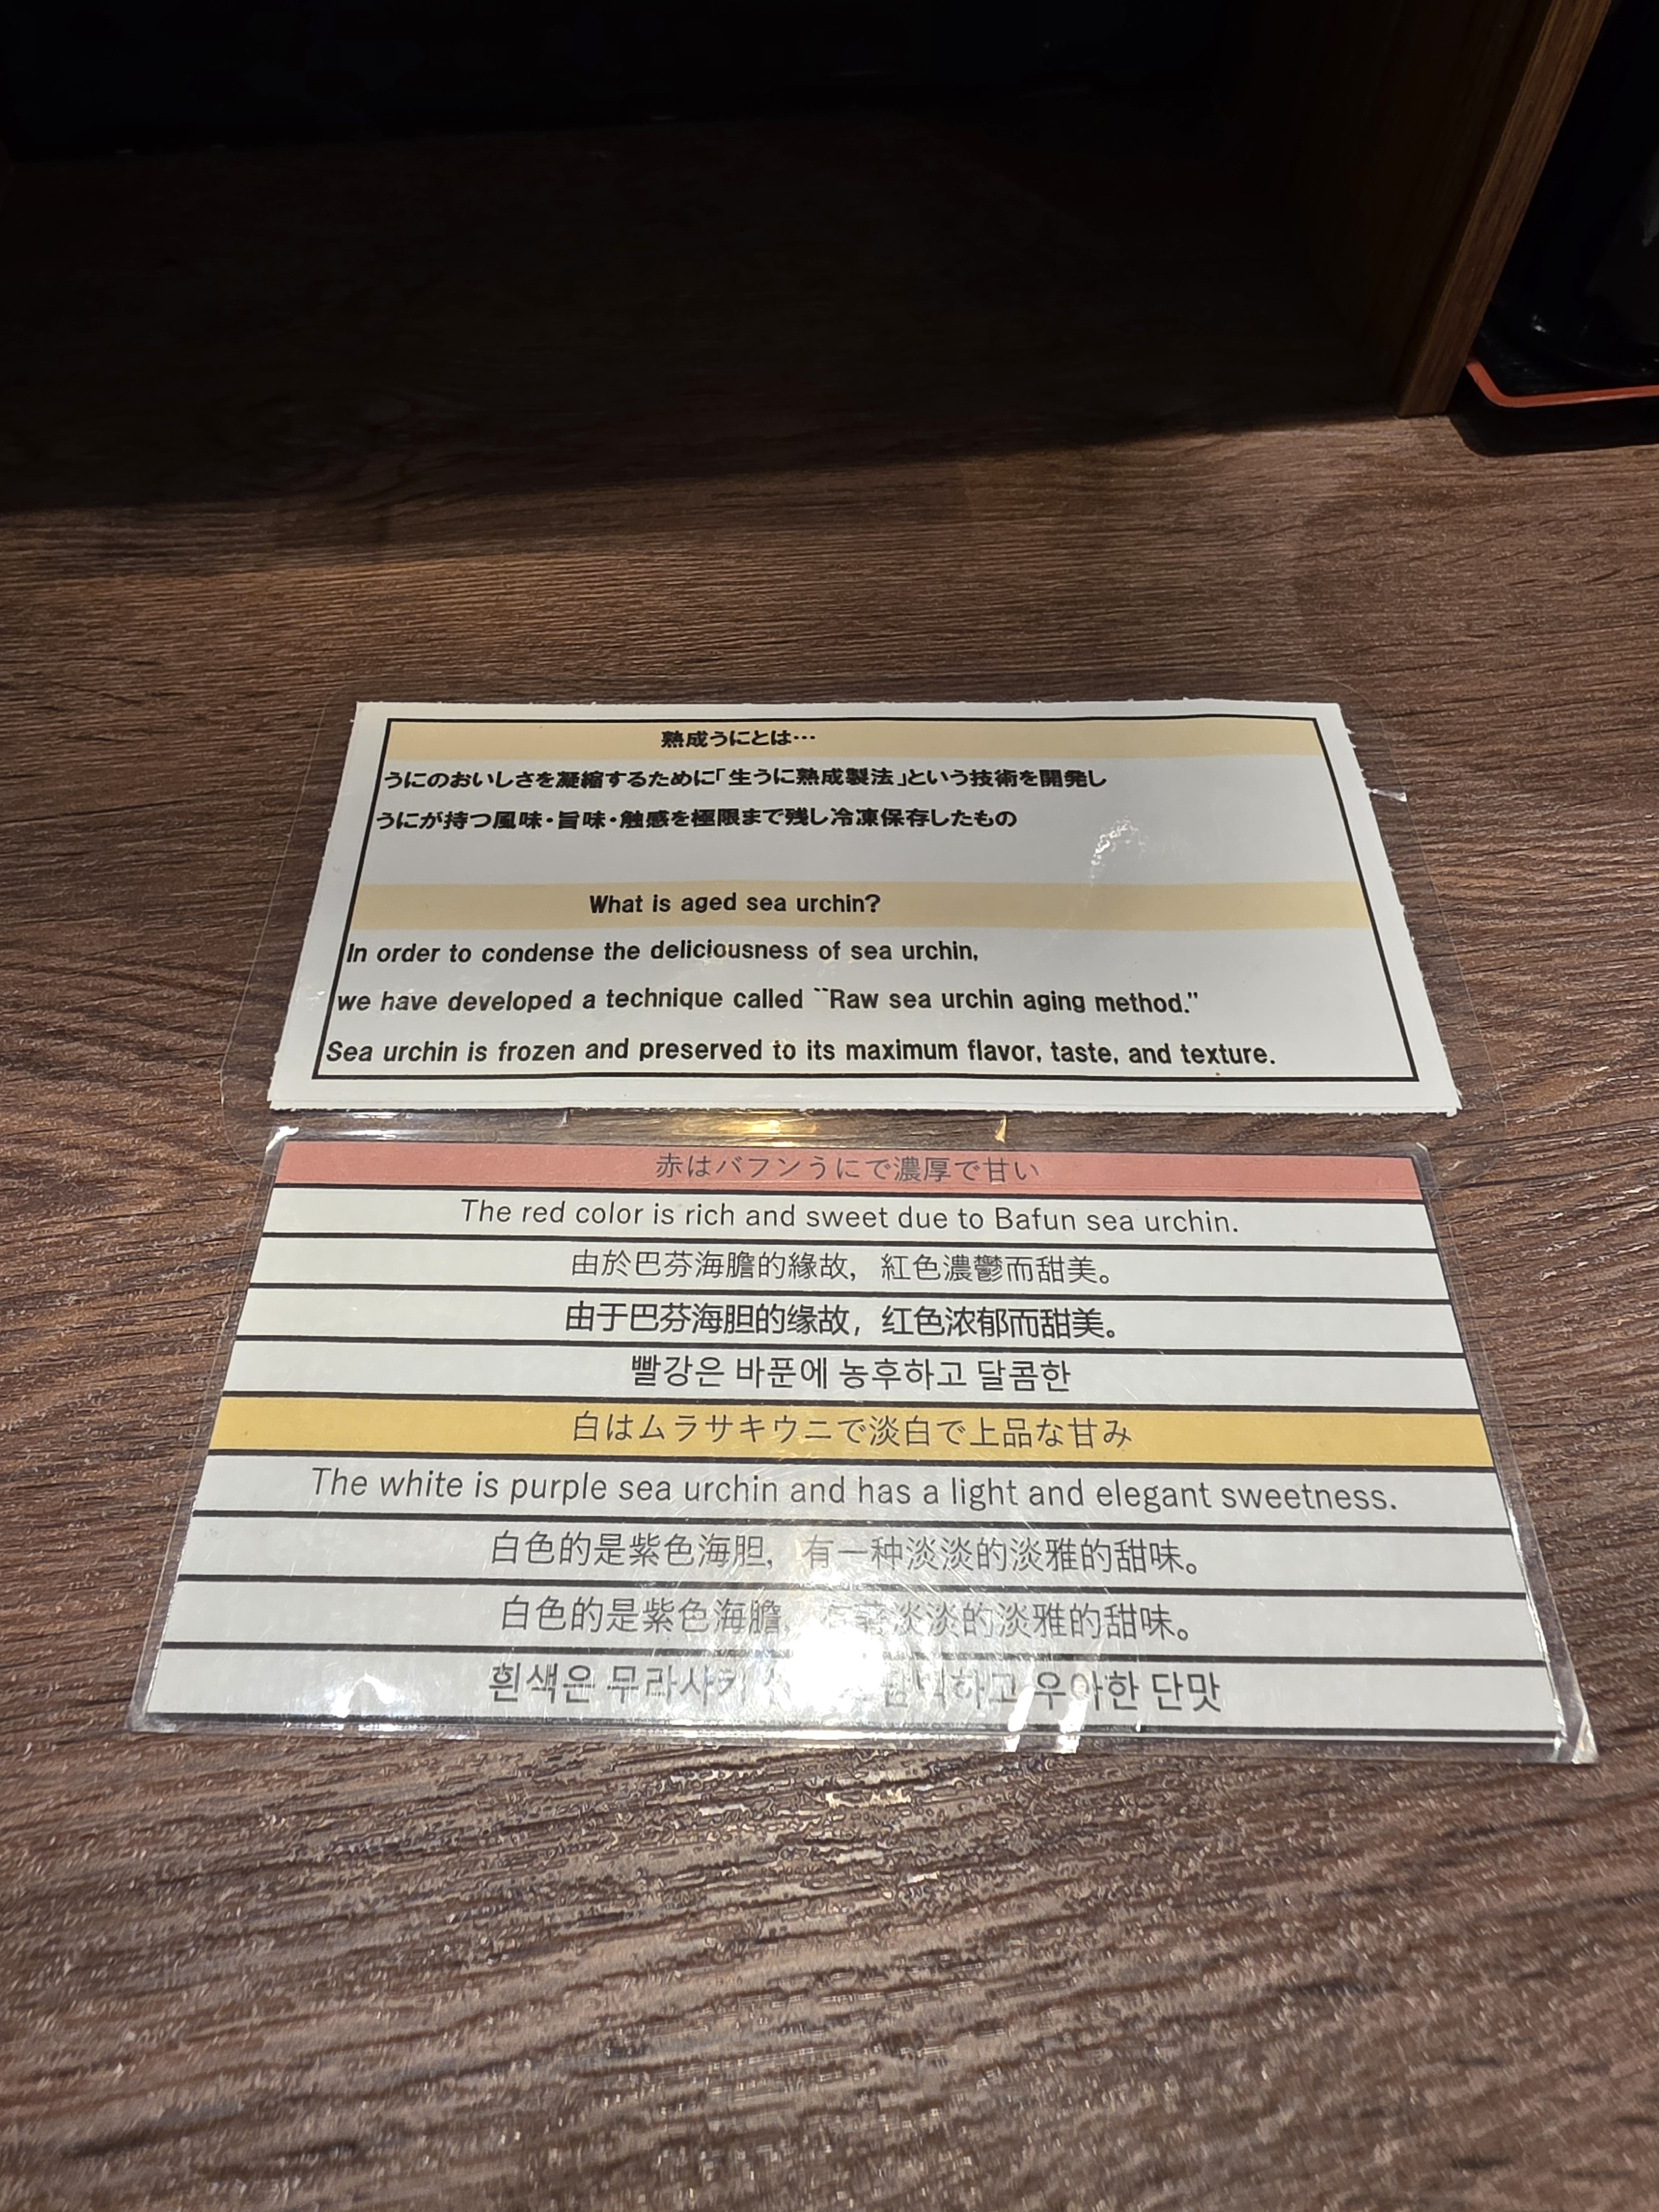 熟成うにとは…
うにのおいしさを凝縮するために「生うに熟成製法」という技術を開発し
うにが持つ風味・旨味・触感を極限まで残し冷凍保存したもの
What is aged sea urchin?
In order to condense the deliciousness of sea urchin,
we have developed a technique called ``Raw sea urchin aging method."
Sea urchin is frozen and preserved to its maximum flavor, taste, and texture.
赤はバフンうにで濃厚で甘い
The red color is rich and sweet due to Bafun sea urchin.
由於巴芬海膽的緣故，紅色濃鬱而甜美。
由于巴芬海胆的缘故，红色浓郁而甜美。
빨강은 바푼에 농후하고 달콤한
白はムラサキウニで淡白で上品な甘み
The white is purple sea urchin and has a light and elegant sweetness.
白色的是紫色海胆，有一种淡淡的淡雅的甜味。
白色的是紫色海膽，淡淡的淡雅的甜味。
흰색은 무라사키 우아한 단맛